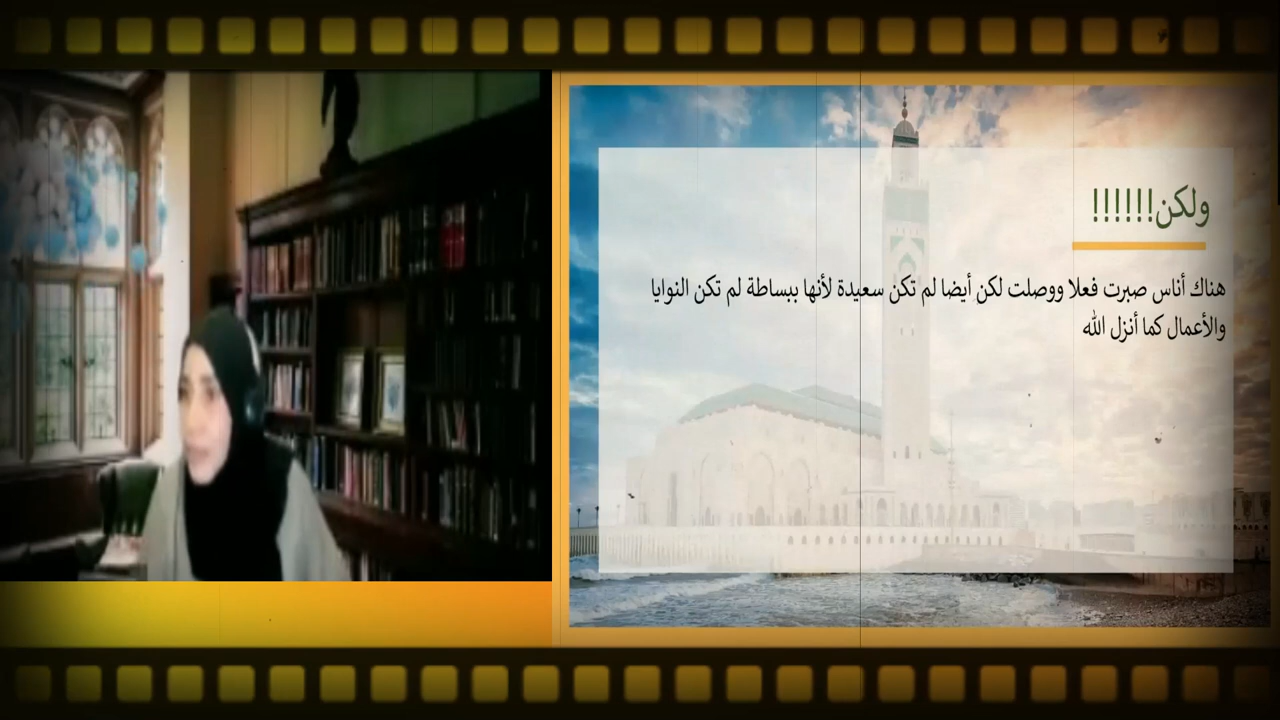 ولكن!!!!!!
هناك أناس صبرت فعلا ووصلت لكن أيضا لم تكن سعيدة لأنها ببساطة لم تكن النوايا
والأعمال كما أنزل الله